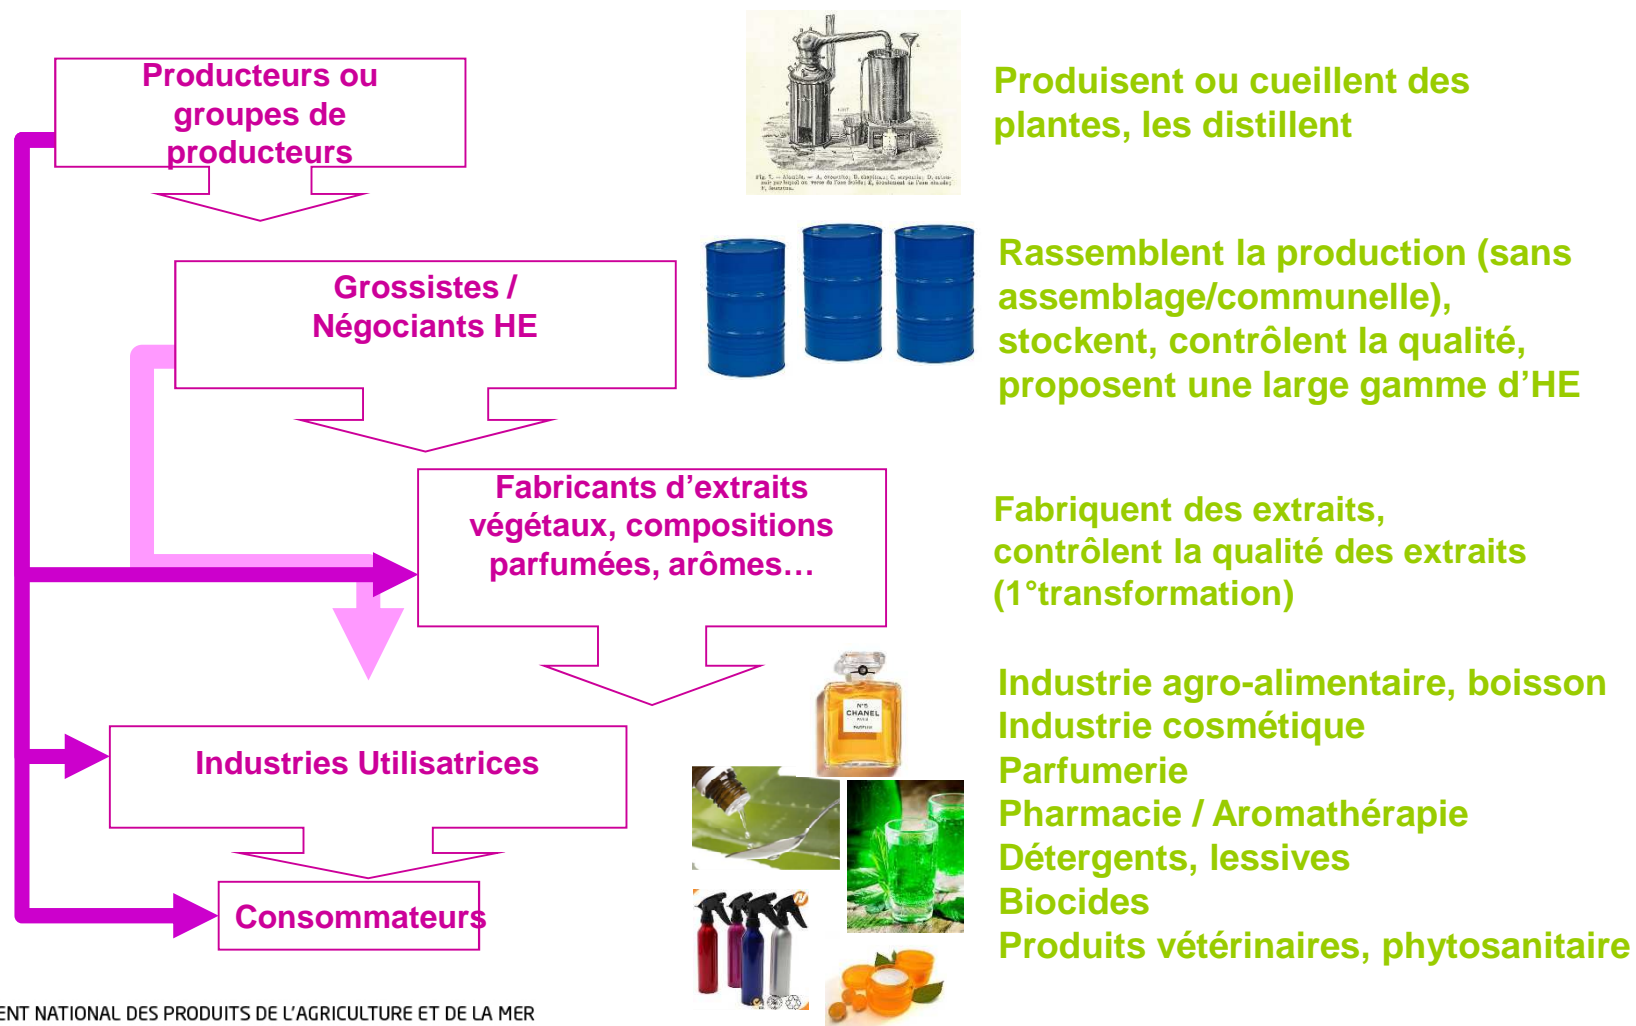 Producteurs ou
groupes de
producteurs
Produisent ou cueillent des
plantes, les distillent
Grossistes /
Négociants HE
Rassemblent la production (sans
assemblage/communelle),
stockent, contrôlent la qualité,
proposent une large gamme d’HE
Fabricants d’extraits
végétaux, compositions
parfumées, arômes…
Fabriquent des extraits,
contrôlent la qualité des extraits
(1°transformation)
N°5
CHANEL
PARIS
PARFUM
Industries Utilisatrices
Industrie agro-alimentaire, boisson
Industrie cosmétique
Parfumerie
Pharmacie / Aromathérapie
Détergents, lessives
Biocides
Produits vétérinaires, phytosanitaire
Consommateurs
ENT NATIONAL DES PRODUITS DE L’AGRICULTURE ET DE LA MER